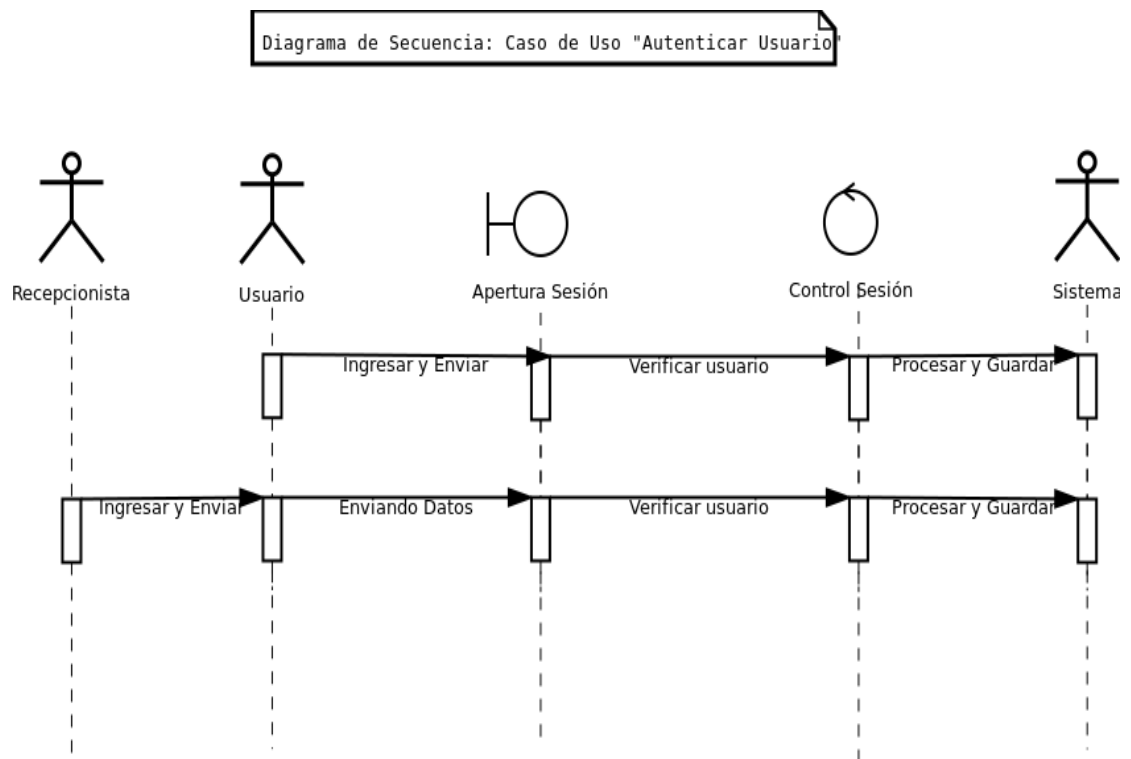 Diagrama de Secuencia: Caso de Uso "Autenticar Usuario"
Recepcionista
Usuario
Apertura Sesión
Control Sesión
Sistema
Ingresar y Enviar
Verificar usuario
Procesar y Guardar
Ingresar y Enviar
Enviando Datos
Verificar usuario
Procesar y Guardar